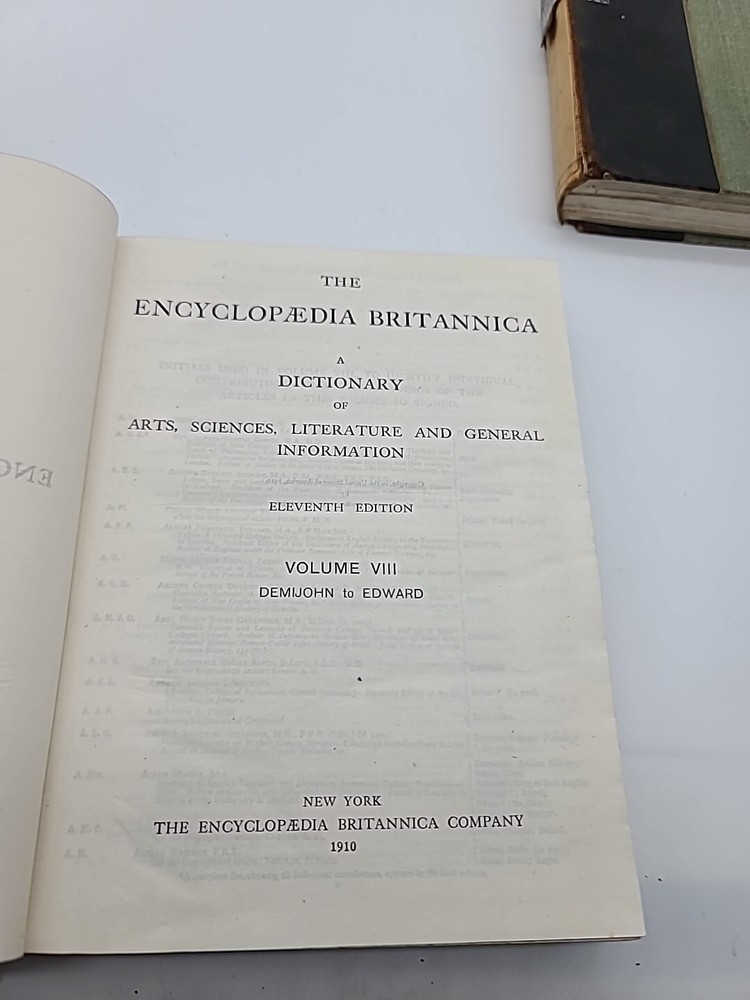 THE
ENCYCLOPÆDIA BRITANNICA
A
DICTIONARY
OF
ARTS, SCIENCES, LITERATURE AND GENERAL
INFORMATION
ELEVENTH EDITION
VOLUME VIII
DEMIJOHN to EDWARD
NEW YORK
THE ENCYCLOPÆDIA BRITANNICA COMPANY
1910